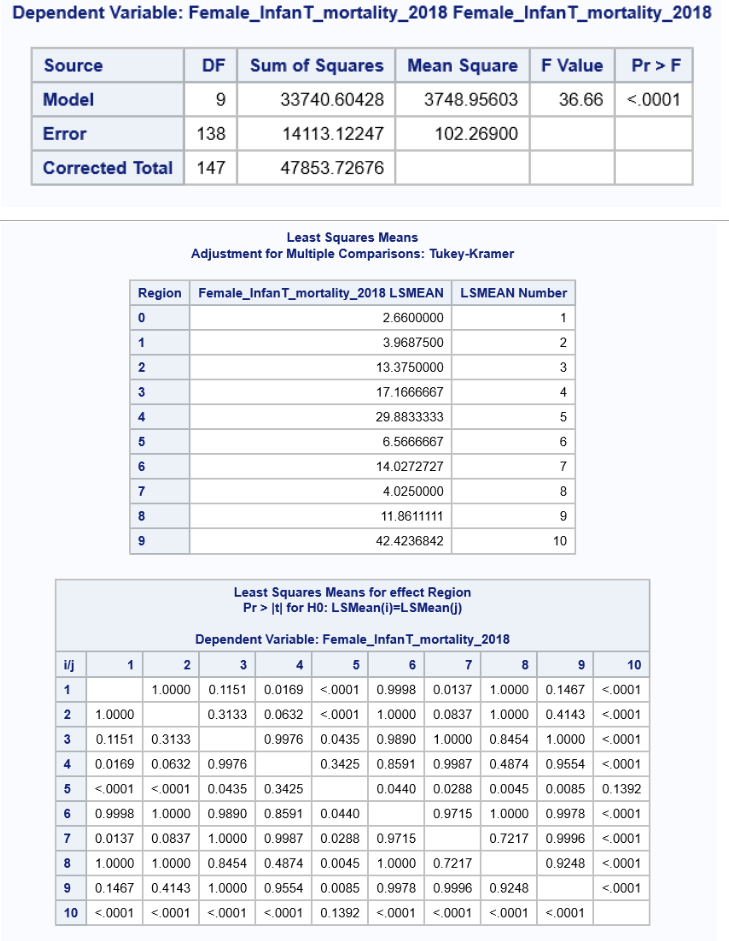 Dependent Variable: Female_InfanT_mortality_2018 Female_InfanT_mortality_2018
Source DF Sum of Squares Mean Square F Value Pr > F
Model 9 33740.60428 3748.95603 36.66 <.0001
Error 138 14113.12247 102.26900
Corrected Total 147 47853.72676
Least Squares Means
Adjustment for Multiple Comparisons: Tukey-Kramer
Region Female_InfanT_mortality_2018 LSMEAN LSMEAN Number
0 2.6600000 1
1 3.9687500 2
2 13.3750000 3
3 17.1666667 4
4 29.8833333 5
5 6.5666667 6
6 14.0272727 7
7 4.0250000 8
8 11.8611111 9
9 42.4236842 10
Least Squares Means for effect Region
Pr > |t| for H0: LSMean(i)=LSMean(j)
Dependent Variable: Female_InfanT_mortality_2018
i/j 1 2 3 4 5 6 7 8 9 10
1 1.0000 0.1151 0.0169 <.0001 0.9998 0.0137 1.0000 0.1467 <.0001
2 1.0000 0.3133 0.0632 <.0001 1.0000 0.0837 1.0000 0.4143 <.0001
3 0.1151 0.3133 0.9976 0.0435 0.9890 1.0000 0.8454 1.0000 <.0001
4 0.0169 0.0632 0.9976 0.3425 0.8591 0.9987 0.4874 0.9554 <.0001
5 <.0001 <.0001 0.0435 0.3425 0.0440 0.0288 0.0045 0.0085 0.1392
6 0.9998 1.0000 0.9890 0.8591 0.0440 0.9715 1.0000 0.9978 <.0001
7 0.0137 0.0837 1.0000 0.9987 0.0288 0.9715 0.7217 0.9996 <.0001
8 1.0000 1.0000 0.8454 0.4874 0.0045 1.0000 0.7217 0.9248 <.0001
9 0.1467 0.4143 1.0000 0.9554 0.0085 0.9978 0.9996 0.9248 <.0001
10 <.0001 <.0001 <.0001 <.0001 0.1392 <.0001 <.0001 <.0001 <.0001